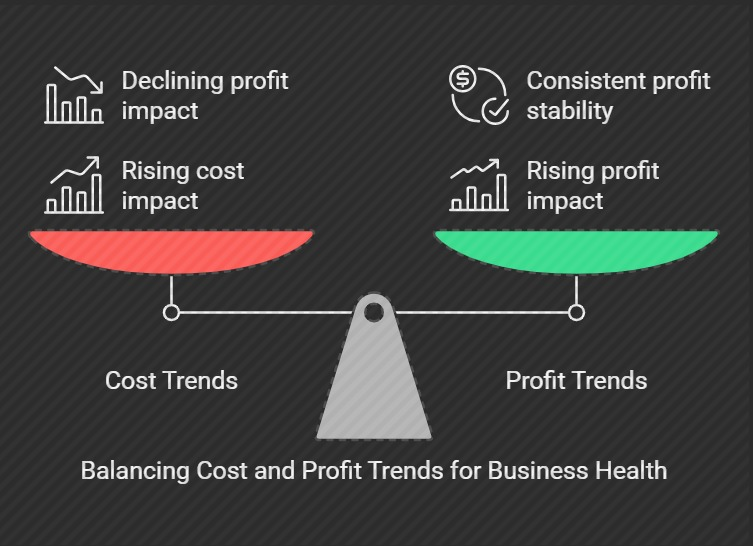 Declining profit
impact
Rising cost
impact
Consistent profit
stability
Rising profit
impact
Cost Trends
Profit Trends
Balancing Cost and Profit Trends for Business Health